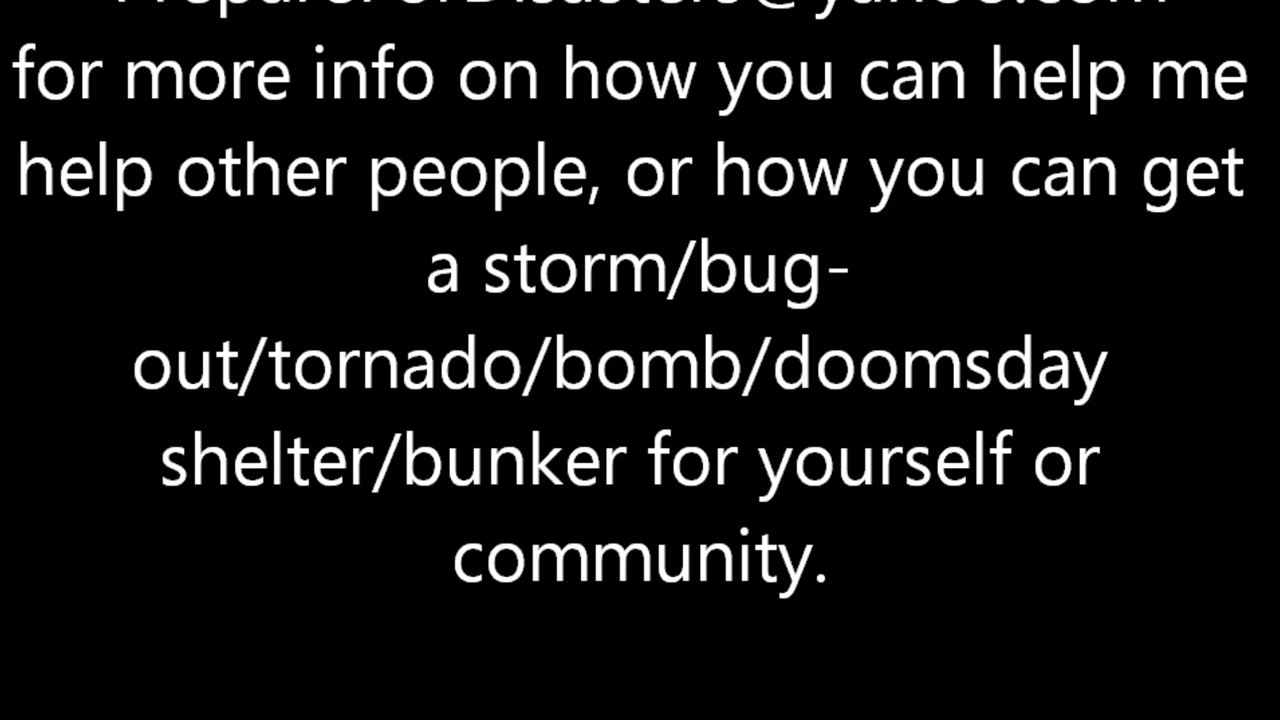 PrepareForDisasters@yahoo.com
for more info on how you can help me
help other people, or how you can get
a storm/bug-
out/tornado/bomb/doomsday
shelter/bunker for yourself or
community.